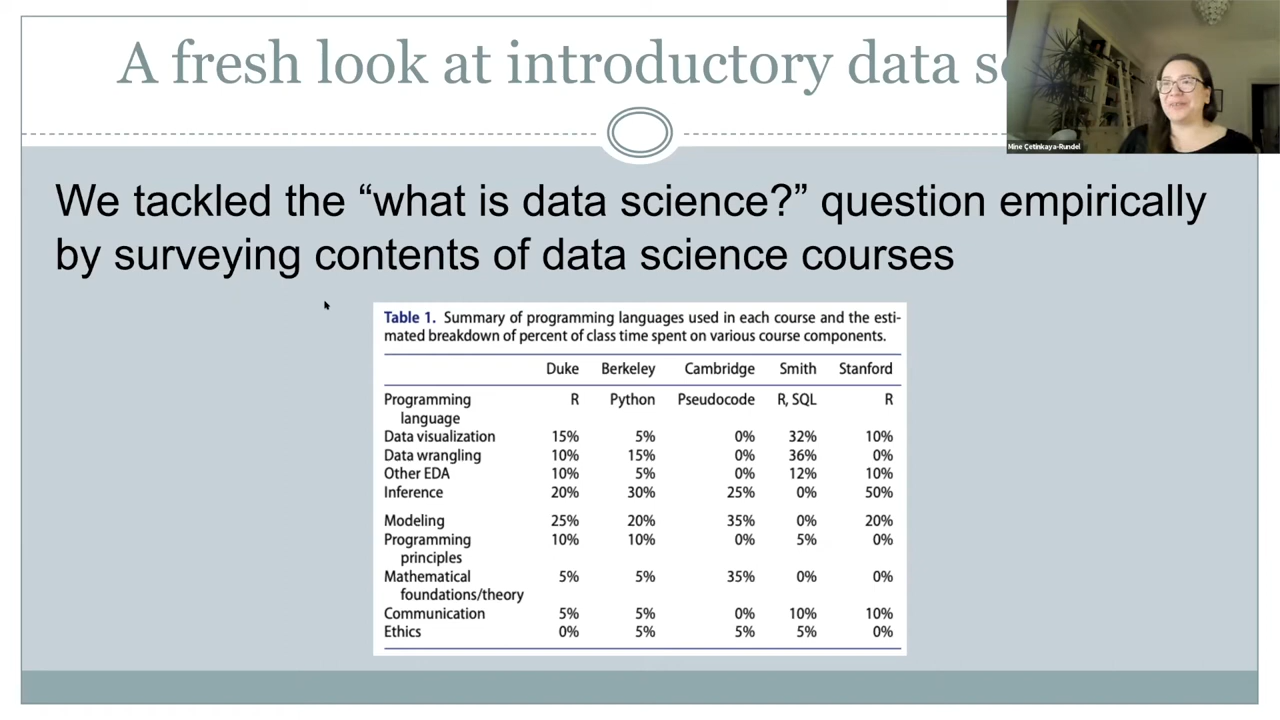 A fresh look at introductory data
Mine Çetinkaya-Rundel
We tackled the “what is data science?” question empirically
by surveying contents of data science courses
Table 1. Summary of programming languages used in each course and the esti-
mated breakdown of percent of class time spent on various course components.
Duke Berkeley Cambridge Smith Stanford
Programming language R Python Pseudocode R, SQL R
Data visualization 15% 5% 0% 32% 10%
Data wrangling 10% 15% 0% 36% 0%
Other EDA 10% 5% 0% 12% 10%
Inference 20% 30% 25% 0% 50%
Modeling 25% 20% 35% 0% 20%
Programming principles 10% 10% 0% 5% 0%
Mathematical foundations/theory 5% 5% 35% 0% 0%
Communication 5% 5% 0% 10% 10%
Ethics 0% 5% 5% 5% 0%